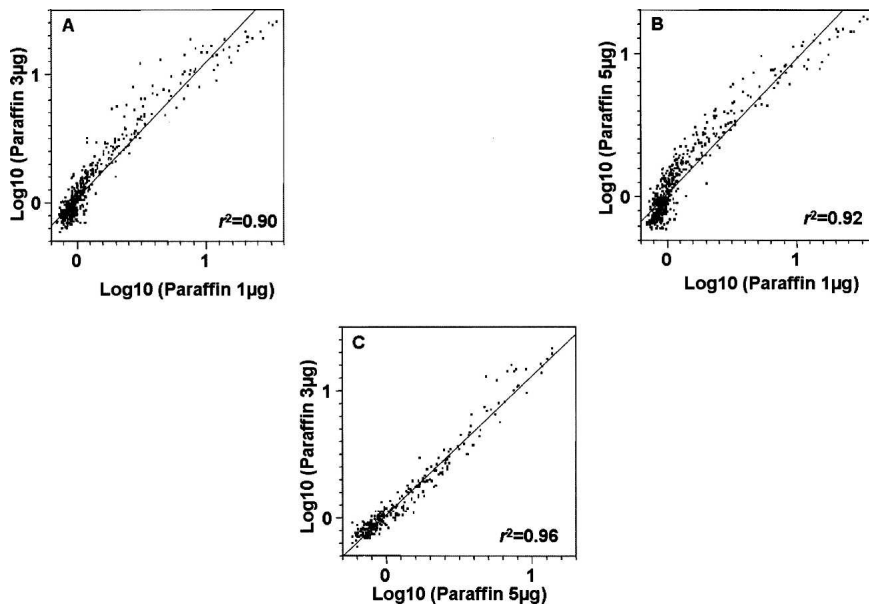 A
Log10 (Paraffin 3µg)
1
0
r²=0.90
0
1
Log10 (Paraffin 1µg)
B
Log10 (Paraffin 5µg)
1
0
r²=0.92
0
1
Log10 (Paraffin 1µg)
C
Log10 (Paraffin 3µg)
1
0
r²=0.96
0
1
Log10 (Paraffin 5µg)